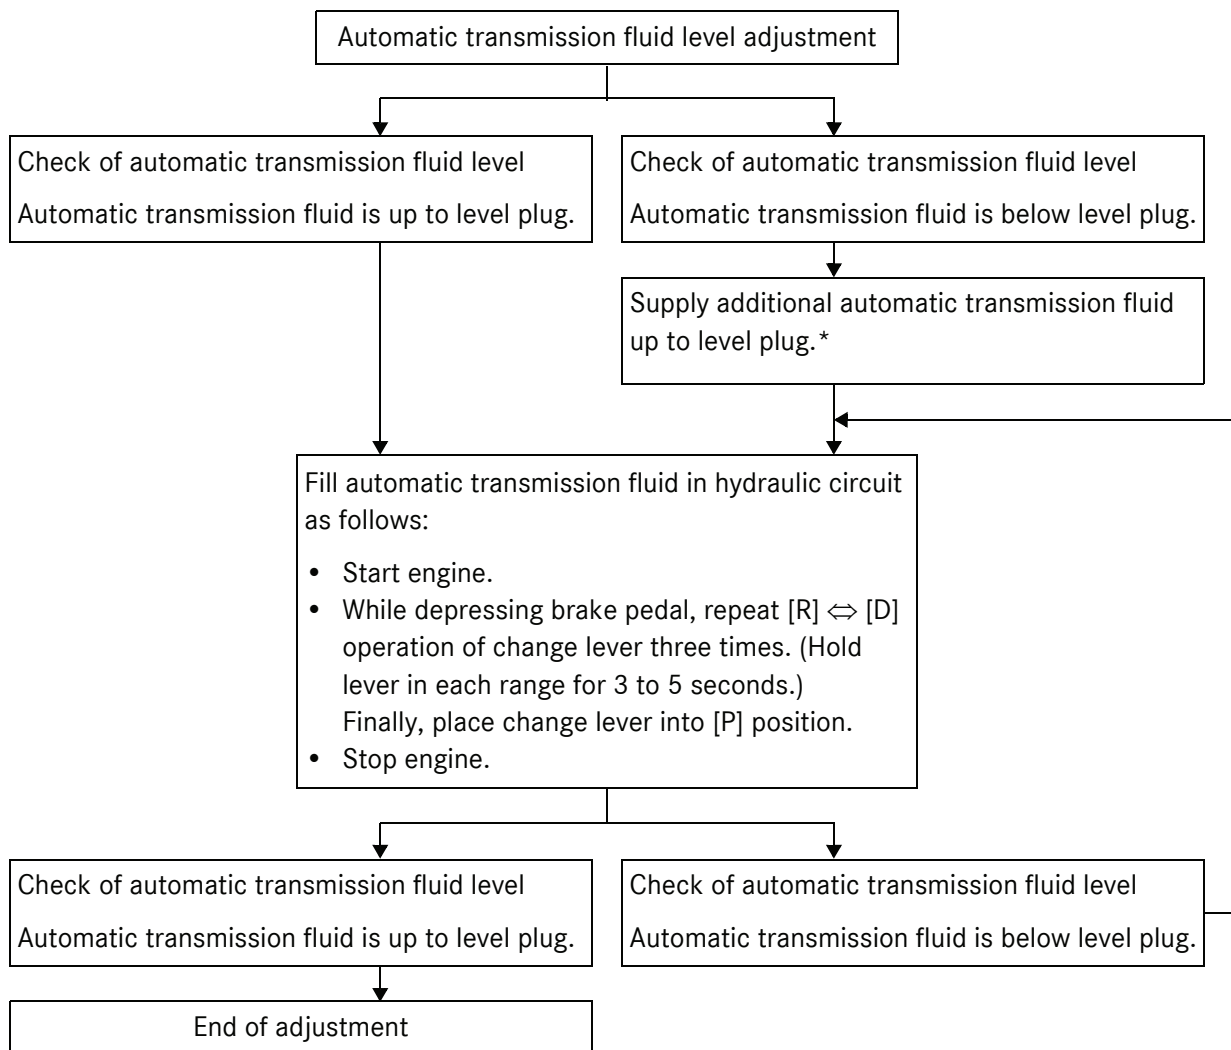 Automatic transmission fluid level adjustment
Check of automatic transmission fluid level
Automatic transmission fluid is up to level plug.
Check of automatic transmission fluid level
Automatic transmission fluid is below level plug.
Supply additional automatic transmission fluid
up to level plug.*
Fill automatic transmission fluid in hydraulic circuit
as follows:
• Start engine.
• While depressing brake pedal, repeat [R] ⇔ [D]
operation of change lever three times. (Hold
lever in each range for 3 to 5 seconds.)
Finally, place change lever into [P] position.
• Stop engine.
Check of automatic transmission fluid level
Automatic transmission fluid is up to level plug.
Check of automatic transmission fluid level
Automatic transmission fluid is below level plug.
End of adjustment